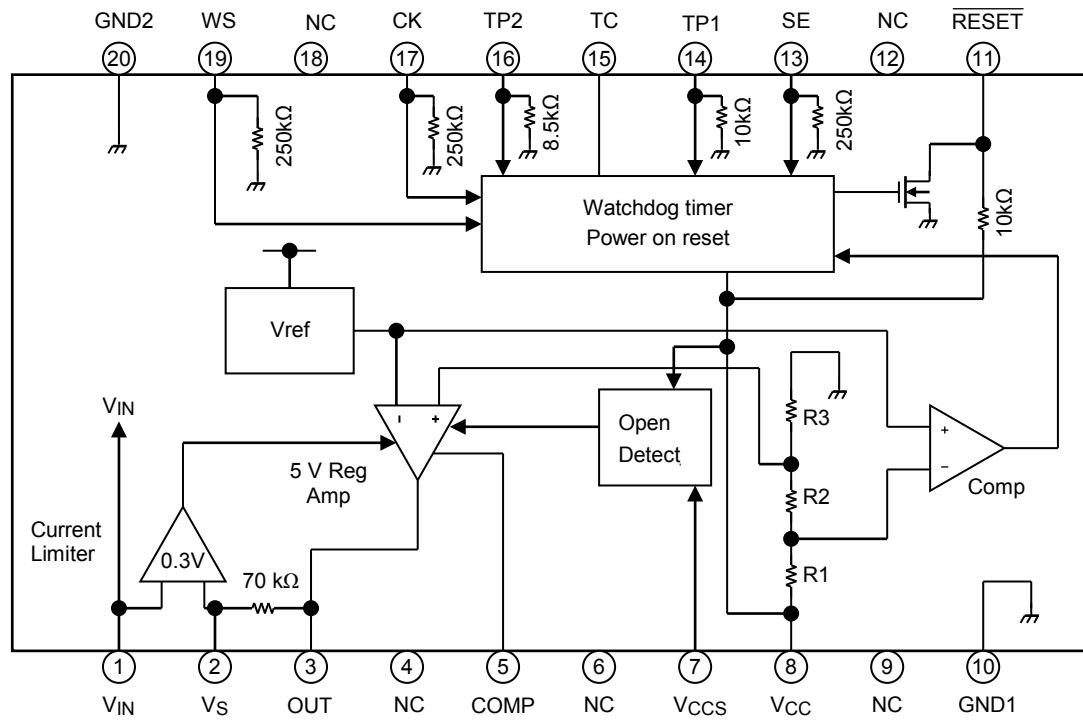 GND2 WS NC CK TP2 TC TP1 SE NC RESET
20 19 18 17 16 15 14 13 12 11
250kΩ 250kΩ 8.5kΩ 10kΩ 250kΩ 10kΩ
Watchdog timer
Power on reset
Vref
VIN
- +
5 V Reg
Amp
Open
Detect
R3
R2
R1
+
-
Comp
Current
Limiter
0.3V
70 kΩ
1 2 3 4 5 6 7 8 9 10
VIN VS OUT NC COMP NC VCCS VCC NC GND1